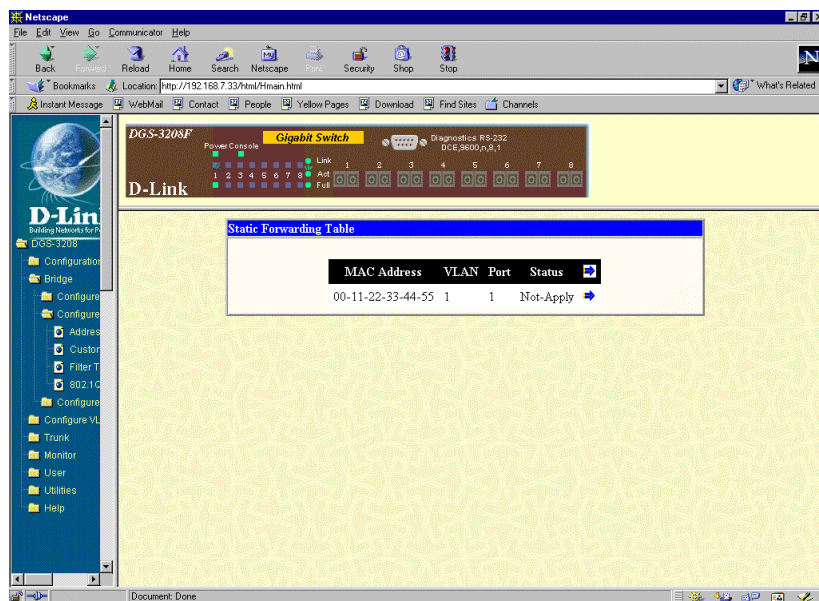 Netscape
File Edit View Go Communicator Help
Back Forward Reload Home Search Netscape Print Security Shop Stop
Bookmarks Location: http://192.168.7.33/html/Hmain.html What's Related
Instant Message WebMail Contact People Yellow Pages Download Find Sites Channels
DGS-3208F
Gigabit Switch
Power Console
Diagnostics RS-232
DCE,9600,n,8,1
Link
Act
Full
1 2 3 4 5 6 7 8
1 2 3 4 5 6 7 8
D-Link
D-Lin
Building Networks for P
DGS-3208
Configuration
Bridge
Configure
Configure
Addres
Custor
Filter T
802.1Q
Configure
Configure VL
Trunk
Monitor
User
Utilities
Help
Static Forwarding Table
MAC Address VLAN Port Status
00-11-22-33-44-55 1 1 Not-Apply
Document: Done